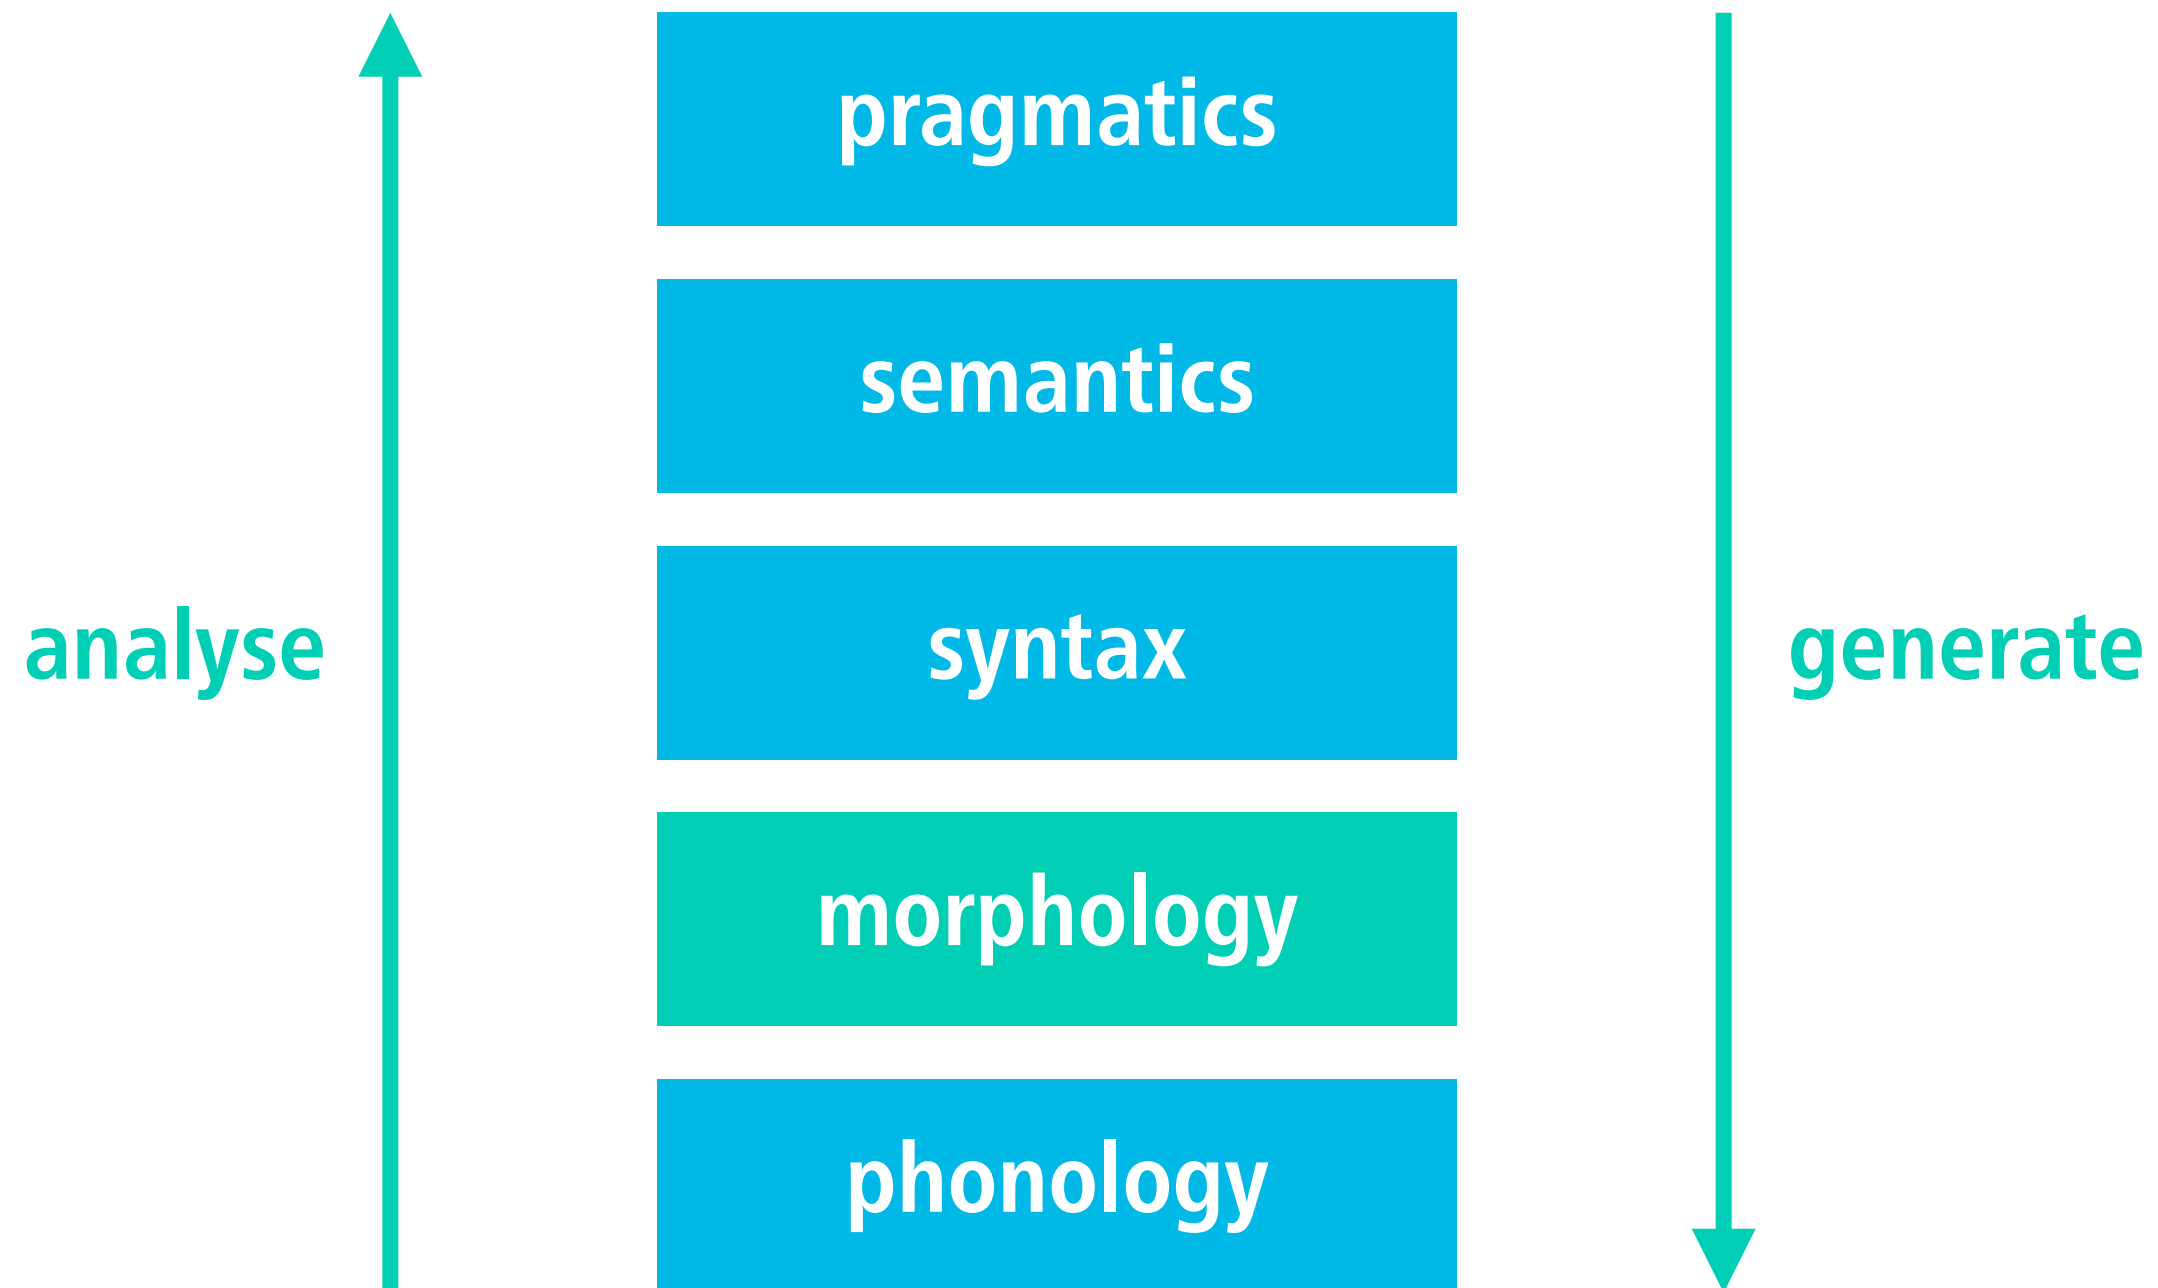 pragmatics
semantics
analyse
syntax
generate
morphology
phonology